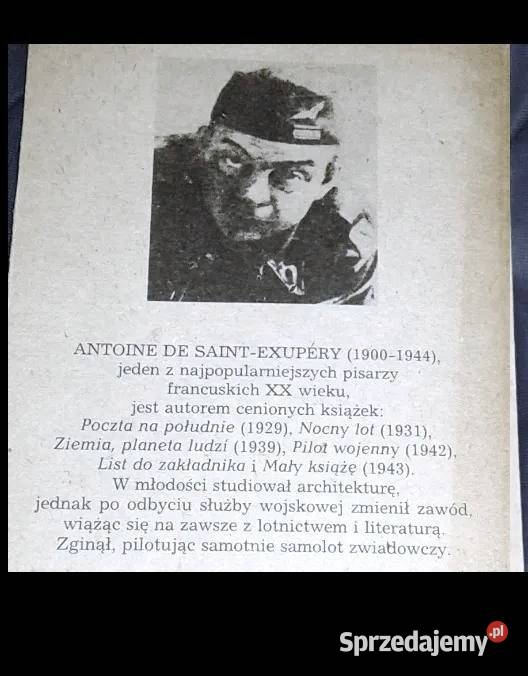 ANTOINE DE SAINT-EXUPÉRY (1900-1944),
jeden z najpopularniejszych pisarzy
francuskich XX wieku,
jest autorem cenionych książek:
Poczta na południe (1929), Nocny lot (1931),
Ziemia, planeta ludzi (1939), Pilot wojenny (1942),
List do zakładnika i Mały książę (1943).
W młodości studiował architekturę,
jednak po odbyciu służby wojskowej zmienił zawód,
wiążąc się na zawsze z lotnictwem i literaturą.
Zginął, pilotując samotnie samolot zwiadowczy.
Sprzedajemy.pl